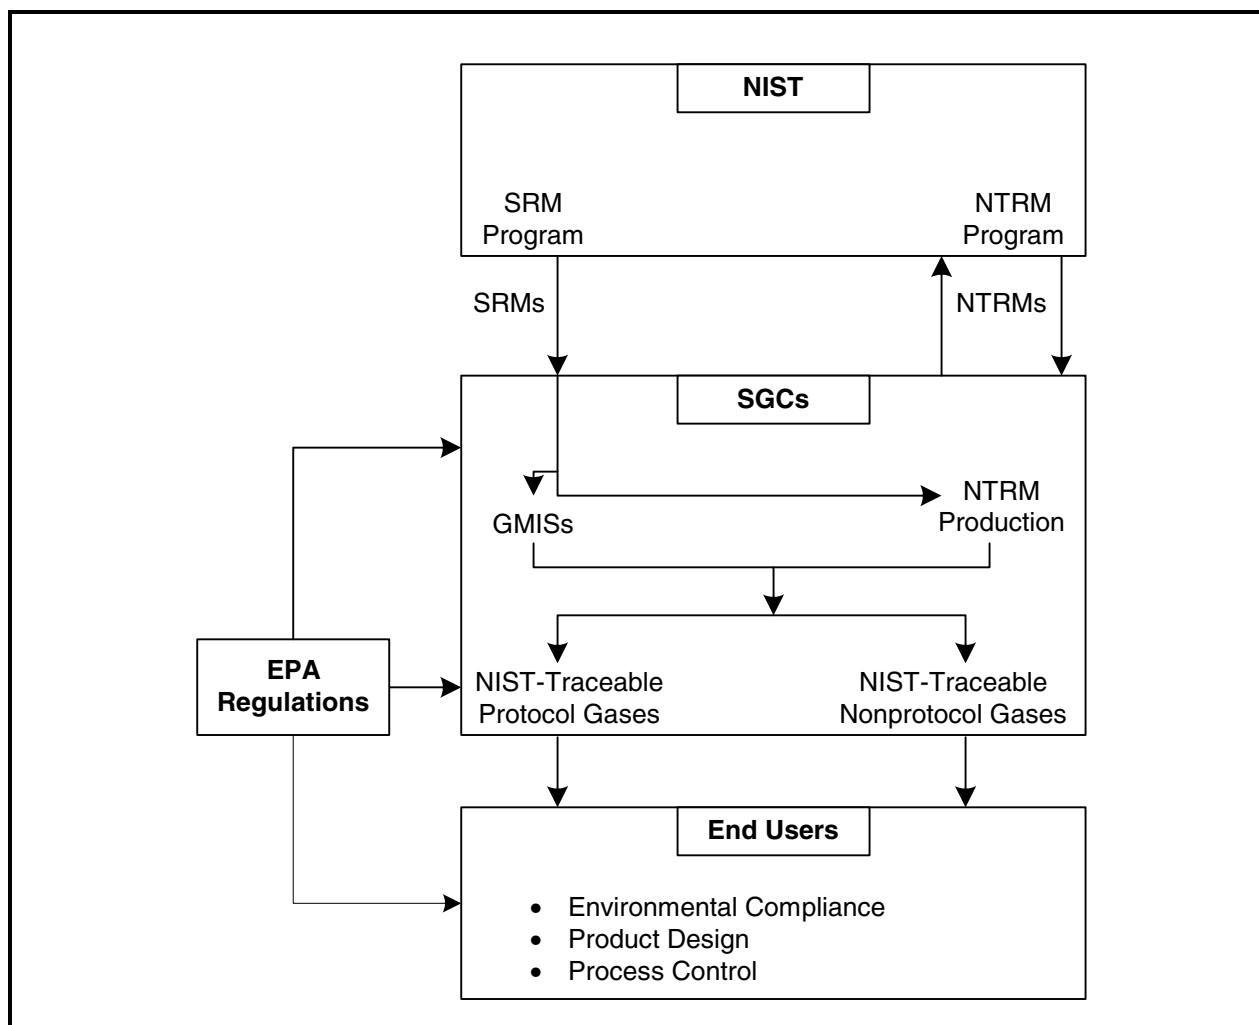 NIST
SRM
Program
NTRM
Program
SRMs
NTRMs
SGCs
GMISs
NTRM
Production
EPA
Regulations
NIST-Traceable
Protocol Gases
NIST-Traceable
Nonprotocol Gases
End Users
• Environmental Compliance
• Product Design
• Process Control